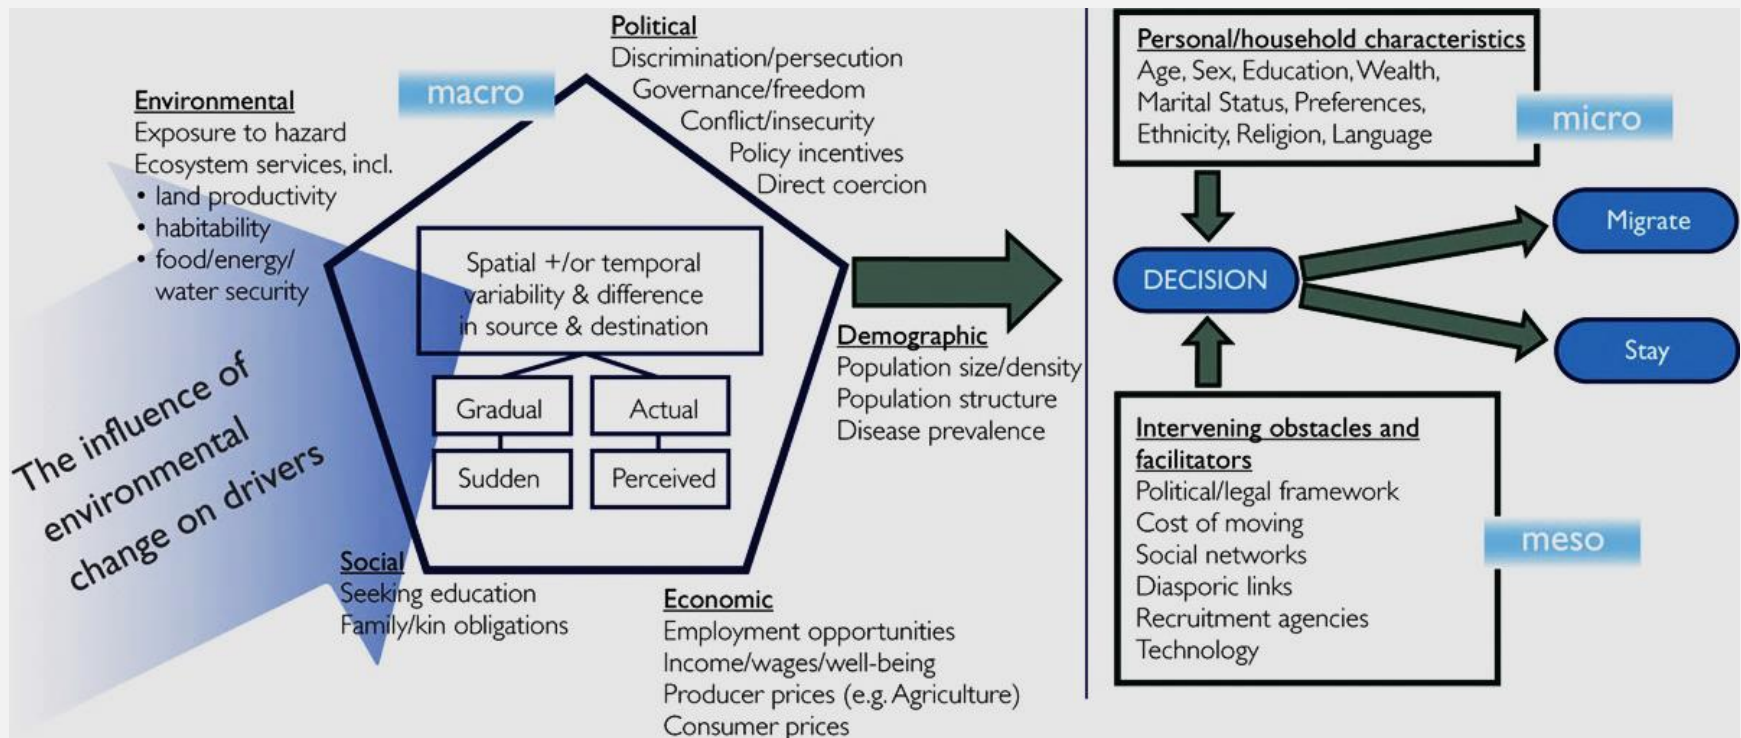 macro
Environmental
Exposure to hazard
Ecosystem services, incl.
• land productivity
• habitability
• food/energy/
water security
Political
Discrimination/persecution
Governance/freedom
Conflict/insecurity
Policy incentives
Direct coercion
Spatial +/or temporal
variability & difference
in source & destination
Gradual
Actual
Sudden
Perceived
The influence of
environmental
change on drivers
Demographic
Population size/density
Population structure
Disease prevalence
Social
Seeking education
Family/kin obligations
Economic
Employment opportunities
Income/wages/well-being
Producer prices (e.g. Agriculture)
Consumer prices
Personal/household characteristics
Age, Sex, Education, Wealth,
Marital Status, Preferences,
Ethnicity, Religion, Language
micro
DECISION
Migrate
Stay
Intervening obstacles and
facilitators
Political/legal framework
Cost of moving
Social networks
Diasporic links
Recruitment agencies
Technology
meso